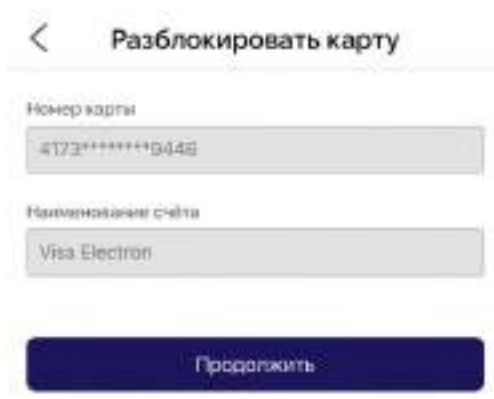 Разблокировать карту
Номер карты
4173********9446
Наименование счёта
Visa Electron
Продолжить